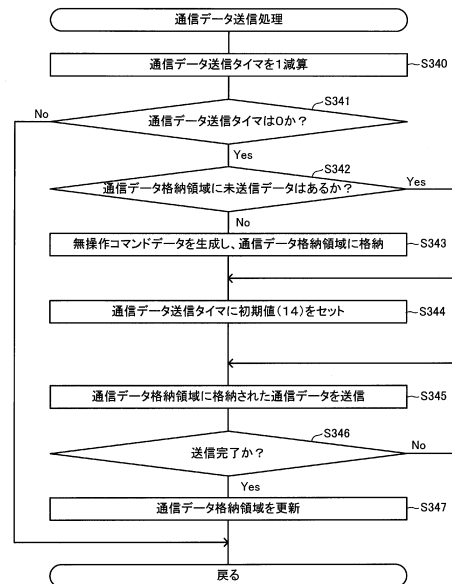 通信データ送信処理
通信データ送信タイマを1減算
S340
通信データ送信タイマは0か？
S341
No
Yes
通信データ格納領域に未送信データはあるか？
S342
Yes
No
無操作コマンドデータを生成し、通信データ格納領域に格納
S343
通信データ送信タイマに初期値(14)をセット
S344
通信データ格納領域に格納された通信データを送信
S345
送信完了か？
S346
No
Yes
通信データ格納領域を更新
S347
戻る